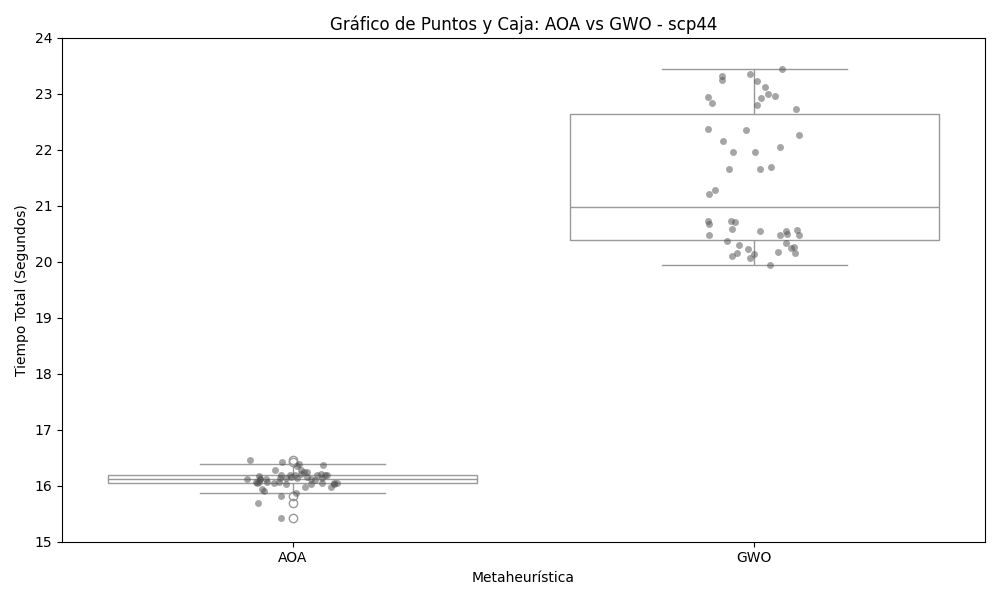 Gráfico de Puntos y Caja: AOA vs GWO - scp44
24
23
22
21
20
19
18
17
16
15
Tiempo Total (Segundos)
AOA
GWO
Metaheurística